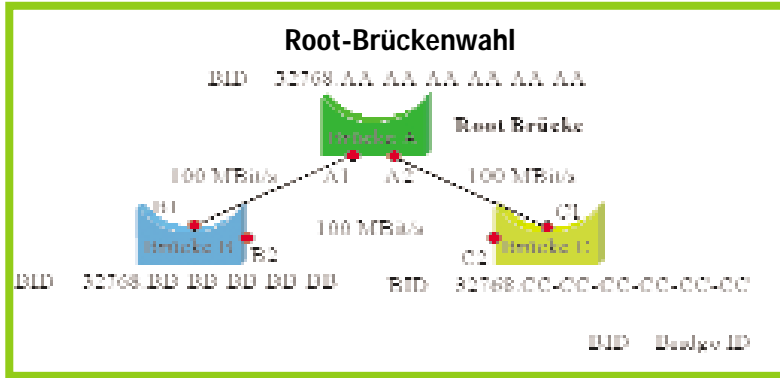 Root-Brückenwahl
BID 32768.AA AA AA AA AA AA
Brücke A
Root Brücke
100 MBit/s A1 A2 100 MBit/s
B1
C1
Brücke B
B2
100 MBit/s
C2
Brücke C
BID 32768.BB BB BB BB BB BB
BID 32768.CC-CC-CC-CC-CC-CC
BID Bridge ID